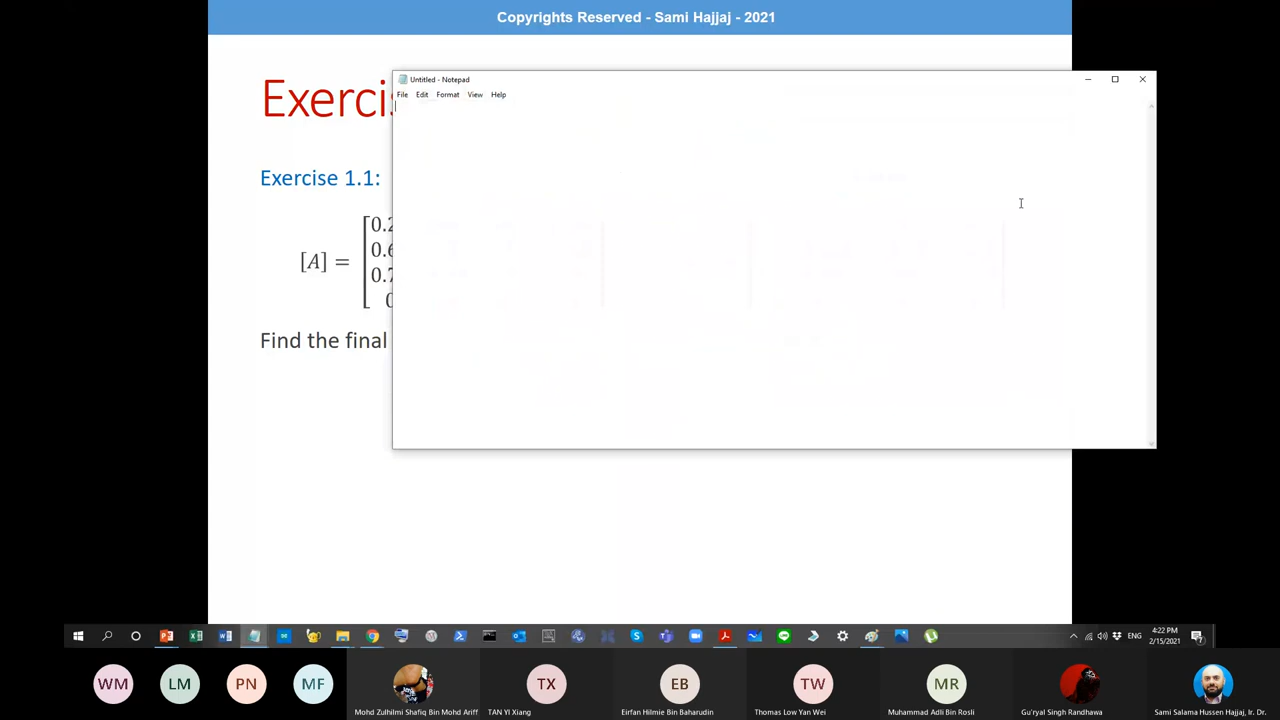 Copyrights Reserved - Sami Hajjaj - 2021
Untitled - Notepad
File Edit Format View Help
Exerci
Exercise 1.1:
[A] =
0.2
0.6
0.7
0
Find the final
ENG
4:22 PM
2/15/2021
WM
LM
PN
MF
TX
EB
TW
MR
Mohd Zulhilmi Shafiq Bin Mohd Ariff
TAN YI Xiang
Eirfan Hilmie Bin Baharudin
Thomas Low Yan Wei
Muhammad Adli Bin Rosli
Gu'ryal Singh Randhawa
Sami Salama Hussen Hajjaj, Ir. Dr.